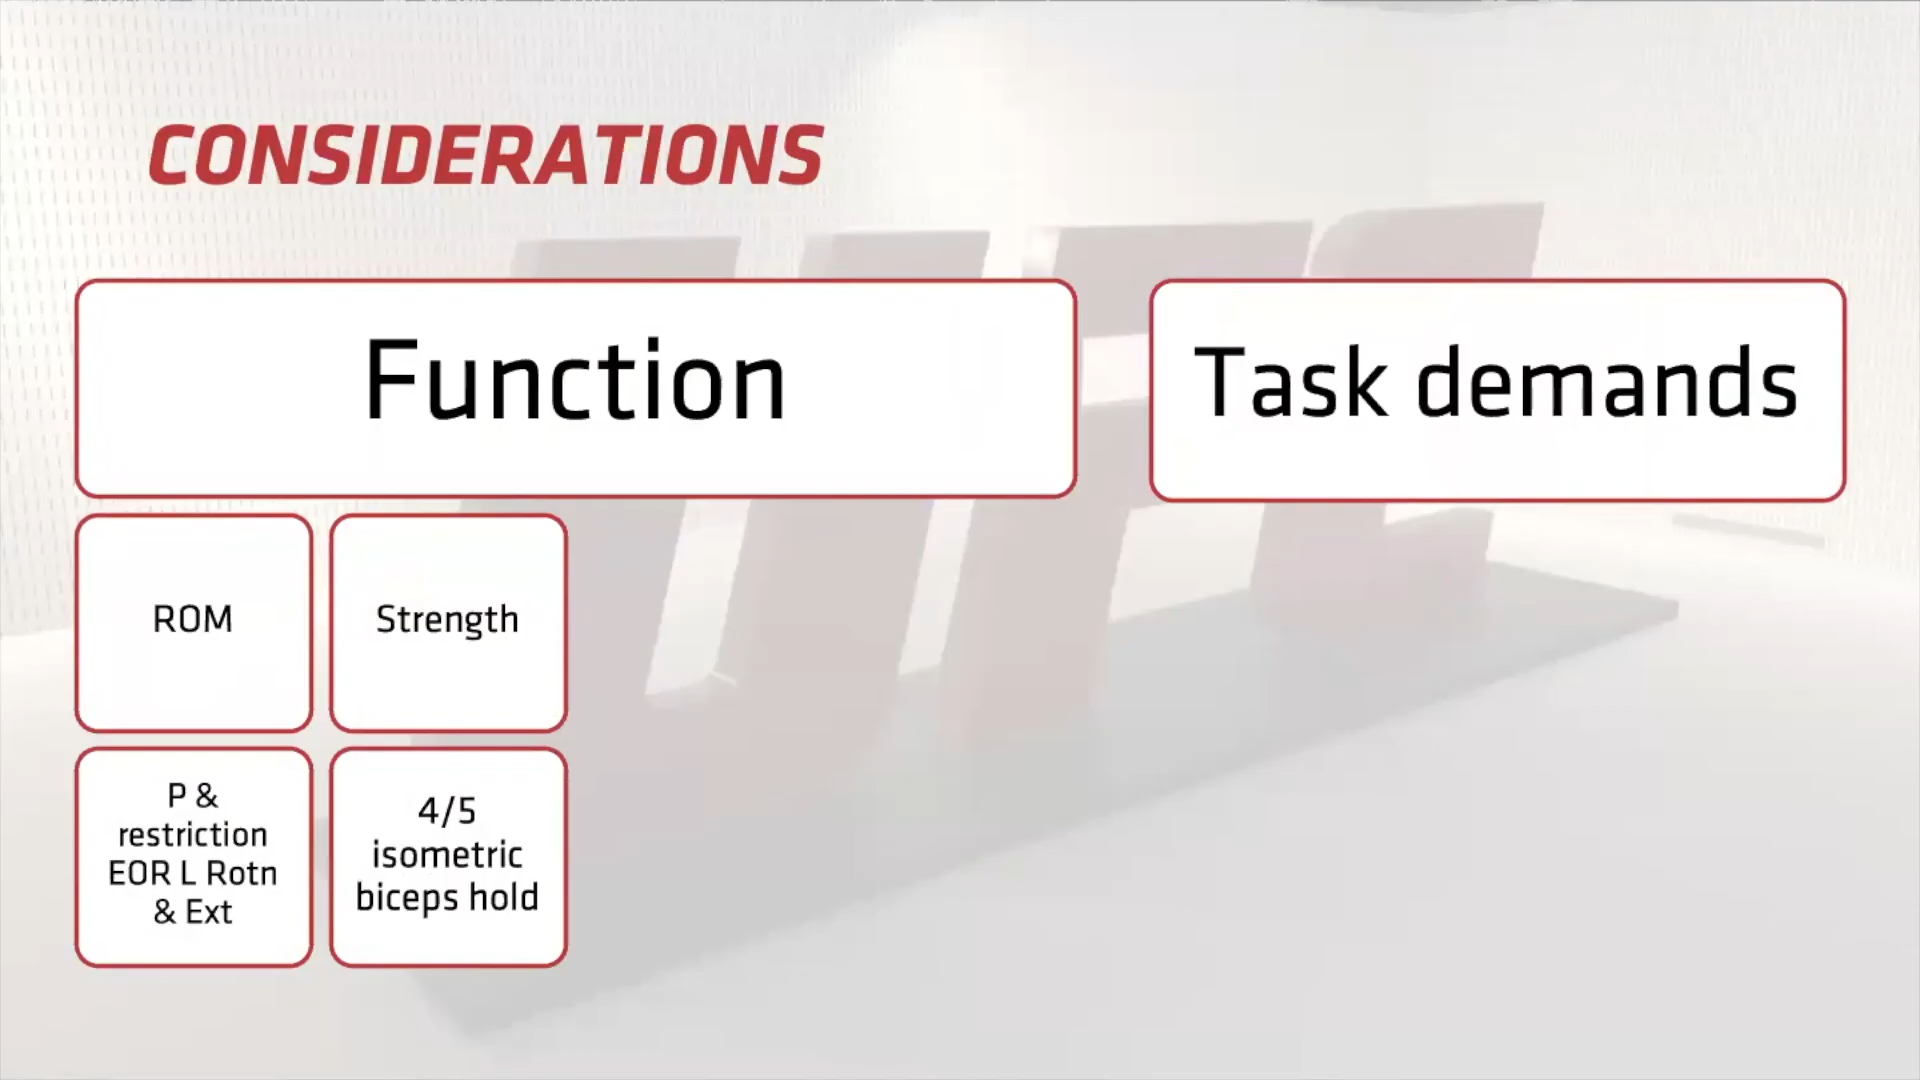 CONSIDERATIONS
Function
Task demands
ROM
Strength
P &
restriction
EOR L Rotn
& Ext
4/5
isometric
biceps hold